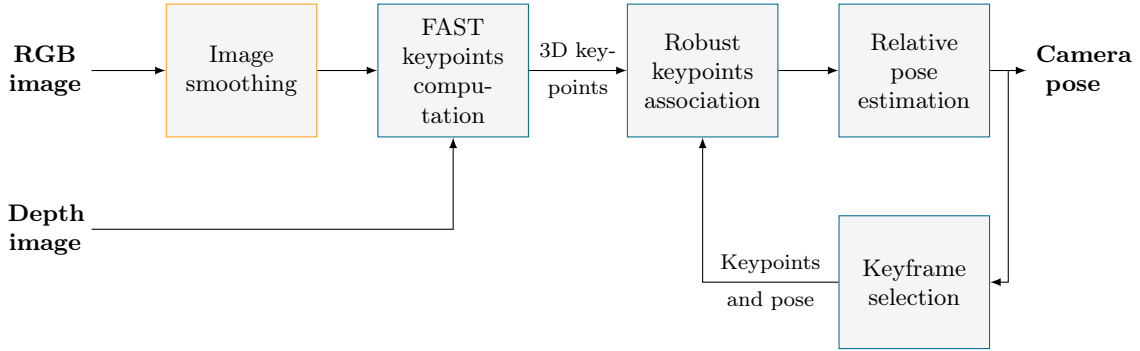 RGB
image
Image
smoothing
FAST
keypoints
compu-
tation
3D key-
points
Robust
keypoints
association
Relative
pose
estimation
Camera
pose
Depth
image
Keypoints
and pose
Keyframe
selection